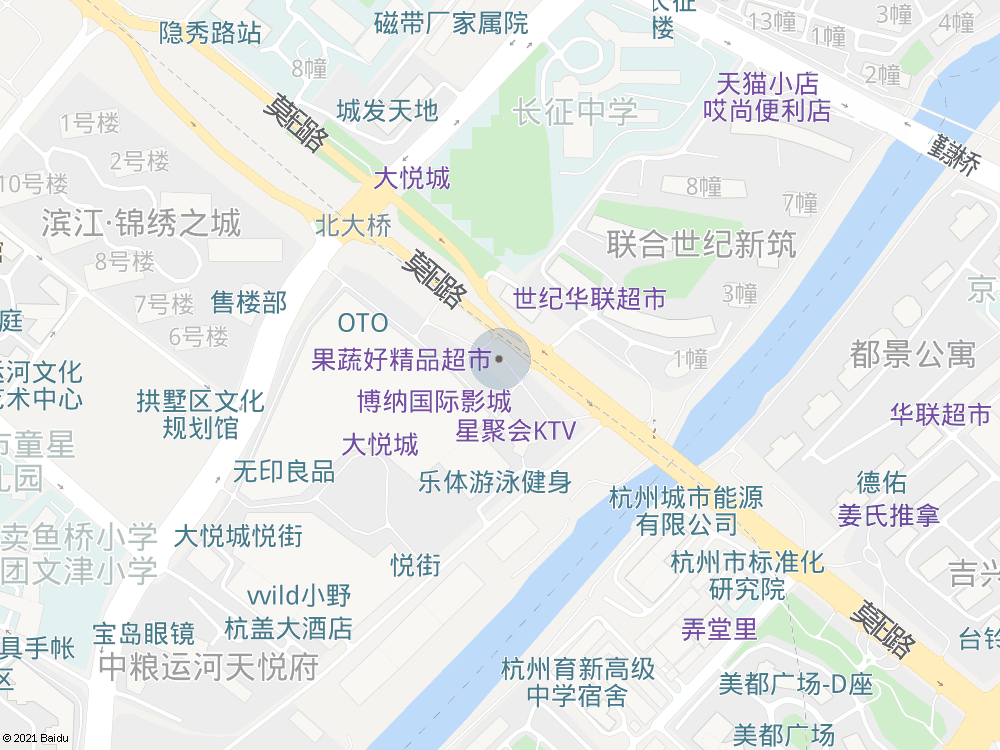 隐秀路站
磁带厂家属院
长征
楼
13幢
1幢
3幢
4幢
8幢
2幢
天猫小店
哎尚便利店
莫干山路
城发天地
长征中学
1号楼
2号楼
大悦城
10号楼
8幢
7幢
滨江·锦绣之城
北大桥
联合世纪新筑
8号楼
7号楼
售楼部
世纪华联超市
3幢
京
庭
6号楼
OTO
果蔬好精品超市
1幢
都景公寓
运河文化
艺术中心
拱墅区文化
规划馆
博纳国际影城
星聚会KTV
华联超市
市童星
儿园
大悦城
无印良品
乐体游泳健身
杭州城市能源
有限公司
德佑
姜氏推拿
卖鱼桥小学
团文津小学
大悦城悦街
悦街
杭州市标准化
研究院
吉兴
vvild小野
宝岛眼镜
杭盖大酒店
弄堂里
台铃
具手帐
区
中粮运河天悦府
杭州育新高级
中学宿舍
美都广场-D座
美都广场
© 2021 Baidu